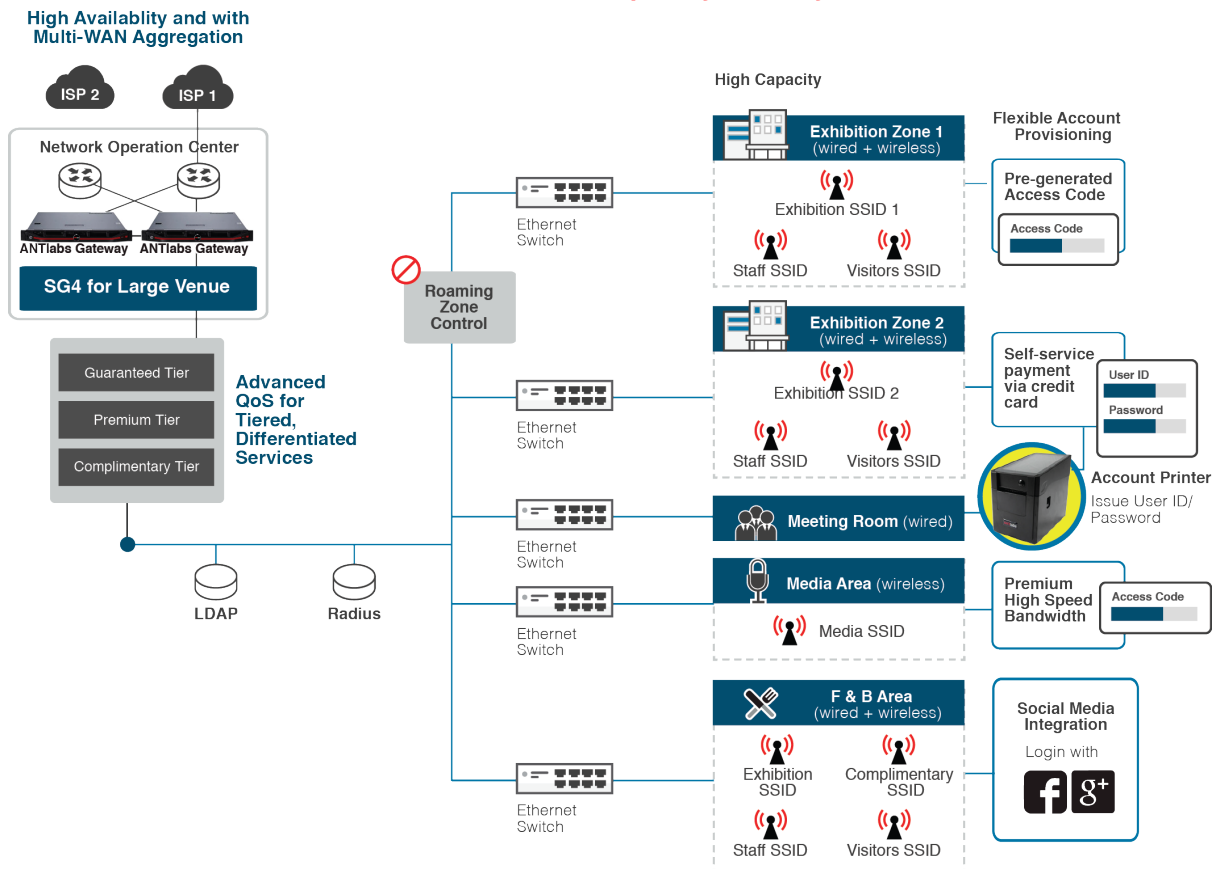 High Availablity and with
Multi-WAN Aggregation
ISP 2
ISP 1
Network Operation Center
ANTlabs Gateway
ANTlabs Gateway
SG4 for Large Venue
Guaranteed Tier
Premium Tier
Complimentary Tier
Advanced
QoS for
Tiered,
Differentiated
Services
LDAP
Radius
Roaming
Zone
Control
Ethernet
Switch
Ethernet
Switch
Ethernet
Switch
Ethernet
Switch
Ethernet
Switch
High Capacity
Exhibition Zone 1
(wired + wireless)
Exhibition SSID 1
Staff SSID
Visitors SSID
Exhibition Zone 2
(wired + wireless)
Exhibition SSID 2
Staff SSID
Visitors SSID
Meeting Room (wired)
Media Area (wireless)
Media SSID
F & B Area
(wired + wireless)
Exhibition
SSID
Complimentary
SSID
Staff SSID
Visitors SSID
Flexible Account
Provisioning
Pre-generated
Access Code
Access Code
Self-service
payment
via credit
card
User ID
Password
Account Printer
Issue User ID/
Password
Premium
High Speed
Bandwidth
Access Code
Social Media
Integration
Login with
f
g+